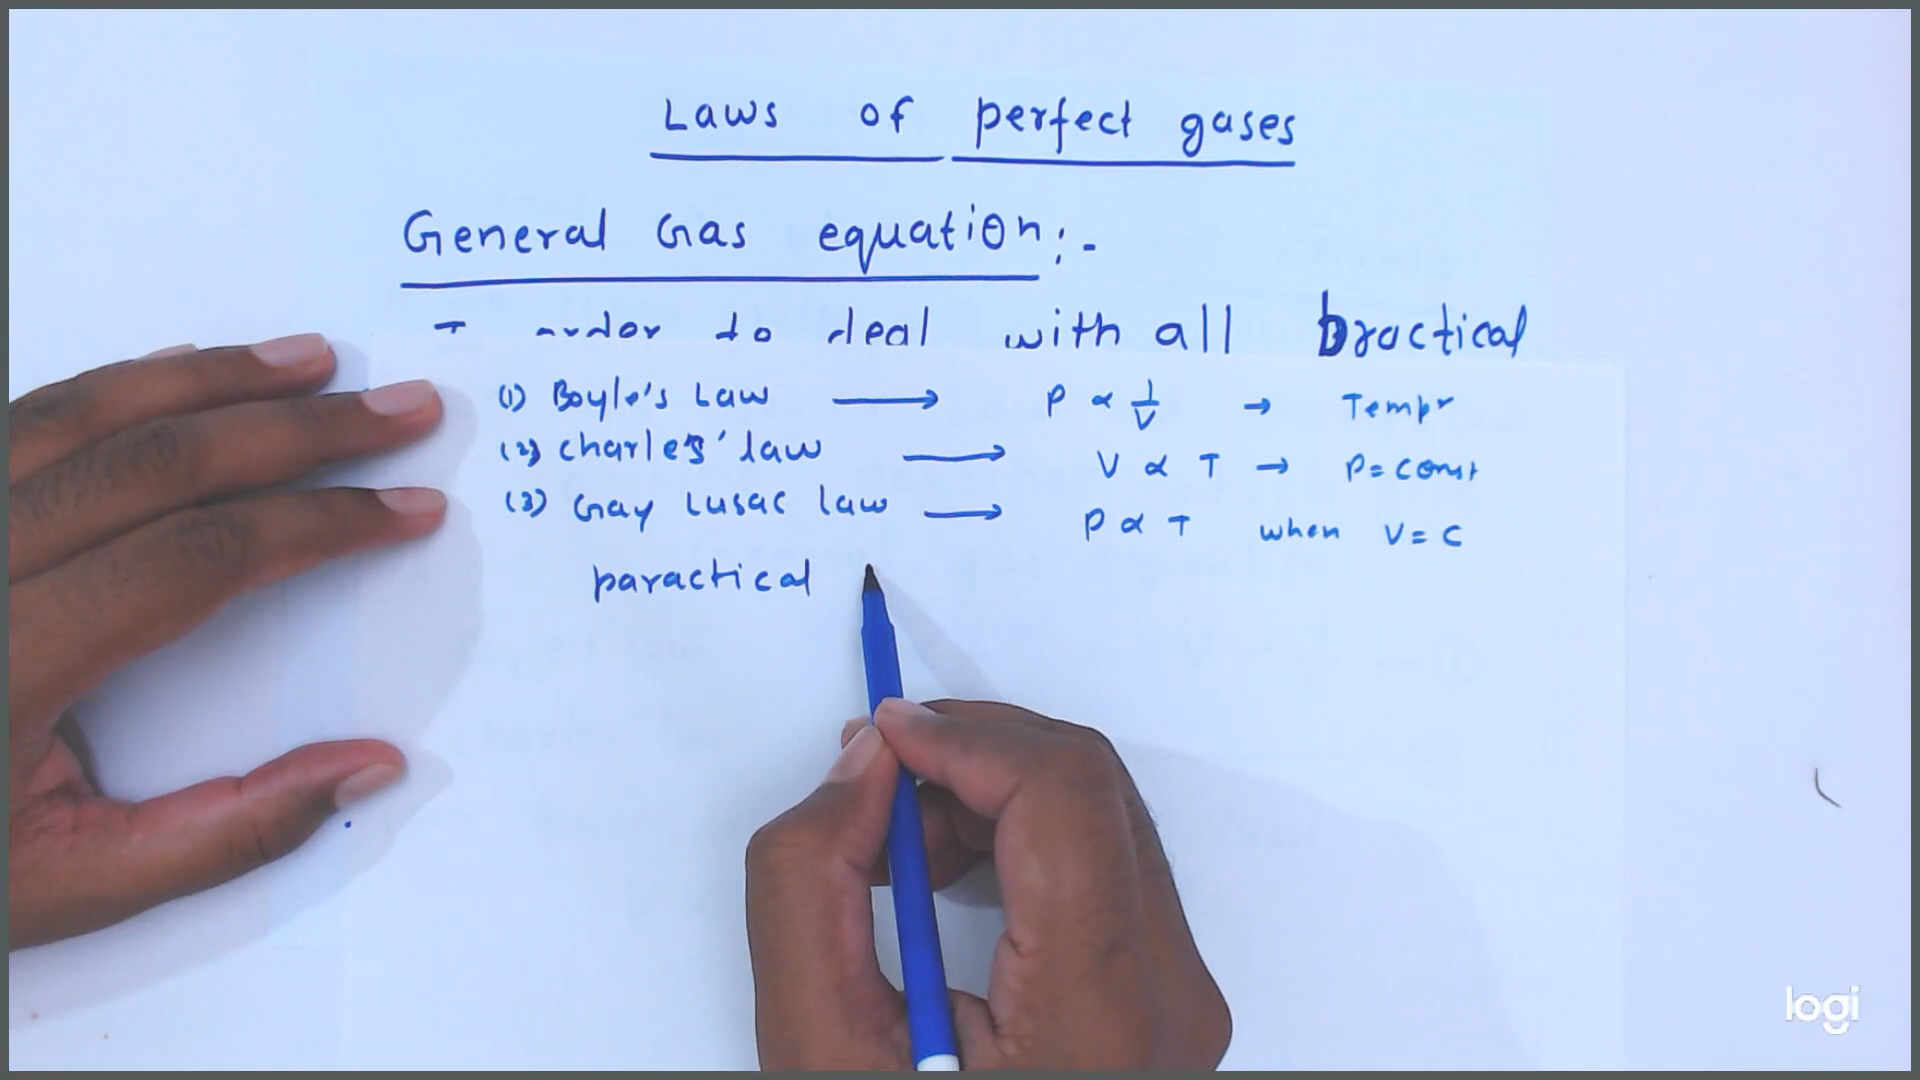 Laws of perfect gases
General Gas equation:-
order to deal with all practical
(1) Boyle's Law → P ∝ 1/V → Tempr
(2) Charles' law → V ∝ T → P = const
(3) Gay Lusac law → P ∝ T when V = C
paractical
logi